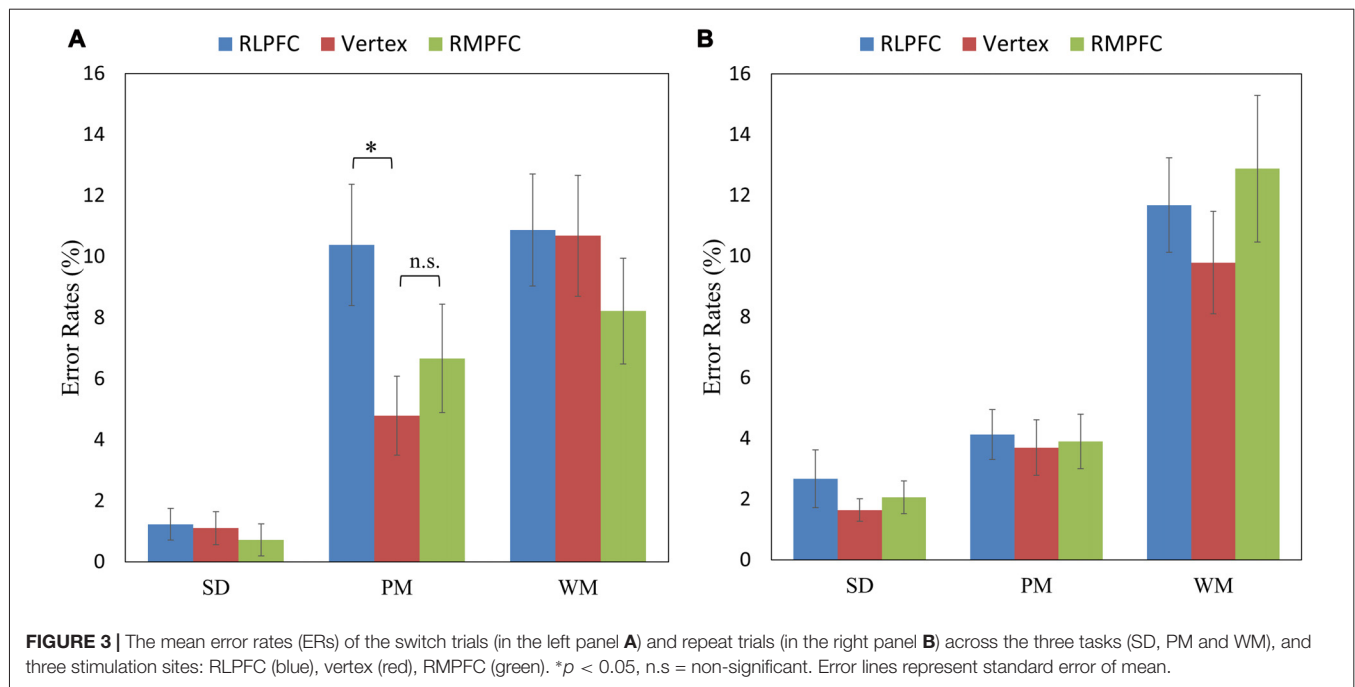 A
RLPFC Vertex RMPFC
16
14
12
10
8
6
4
2
0
Error Rates (%)
*
n.s.
SD PM WM
B
RLPFC Vertex RMPFC
16
14
12
10
8
6
4
2
0
Error Rates (%)
SD PM WM
FIGURE 3 | The mean error rates (ERs) of the switch trials (in the left panel A) and repeat trials (in the right panel B) across the three tasks (SD, PM and WM), and
three stimulation sites: RLPFC (blue), vertex (red), RMPFC (green). *p < 0.05, n.s = non-significant. Error lines represent standard error of mean.